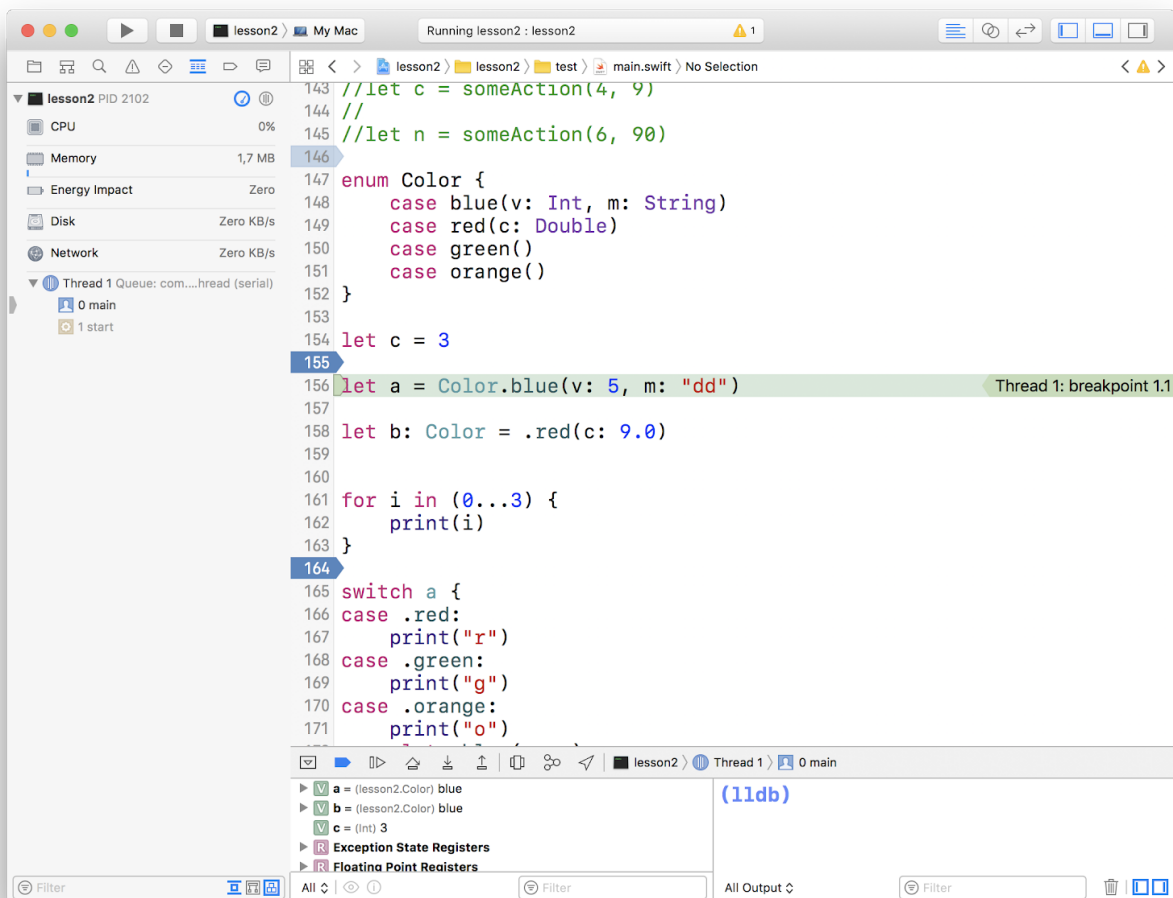 lesson2 〉 My Mac
Running lesson2 : lesson2
1
lesson2 〉 lesson2 〉 test 〉 main.swift 〉 No Selection
lesson2 PID 2102
CPU 0%
Memory 1,7 MB
Energy Impact Zero
Disk Zero KB/s
Network Zero KB/s
Thread 1 Queue: com....hread (serial)
0 main
1 start
143 //let c = someAction(4, 9)
144 //
145 //let n = someAction(6, 90)
146
147 enum Color {
148     case blue(v: Int, m: String)
149     case red(c: Double)
150     case green()
151     case orange()
152 }
153
154 let c = 3
155
156 let a = Color.blue(v: 5, m: "dd")
Thread 1: breakpoint 1.1
157
158 let b: Color = .red(c: 9.0)
159
160
161 for i in (0...3) {
162     print(i)
163 }
164
165 switch a {
166 case .red:
167     print("r")
168 case .green:
169     print("g")
170 case .orange:
171     print("o")
lesson2 〉 Thread 1 〉 0 main
V a = (lesson2.Color) blue
V b = (lesson2.Color) blue
V c = (Int) 3
R Exception State Registers
R Floating Point Registers
(lldb)
Filter
All
Filter
All Output
Filter